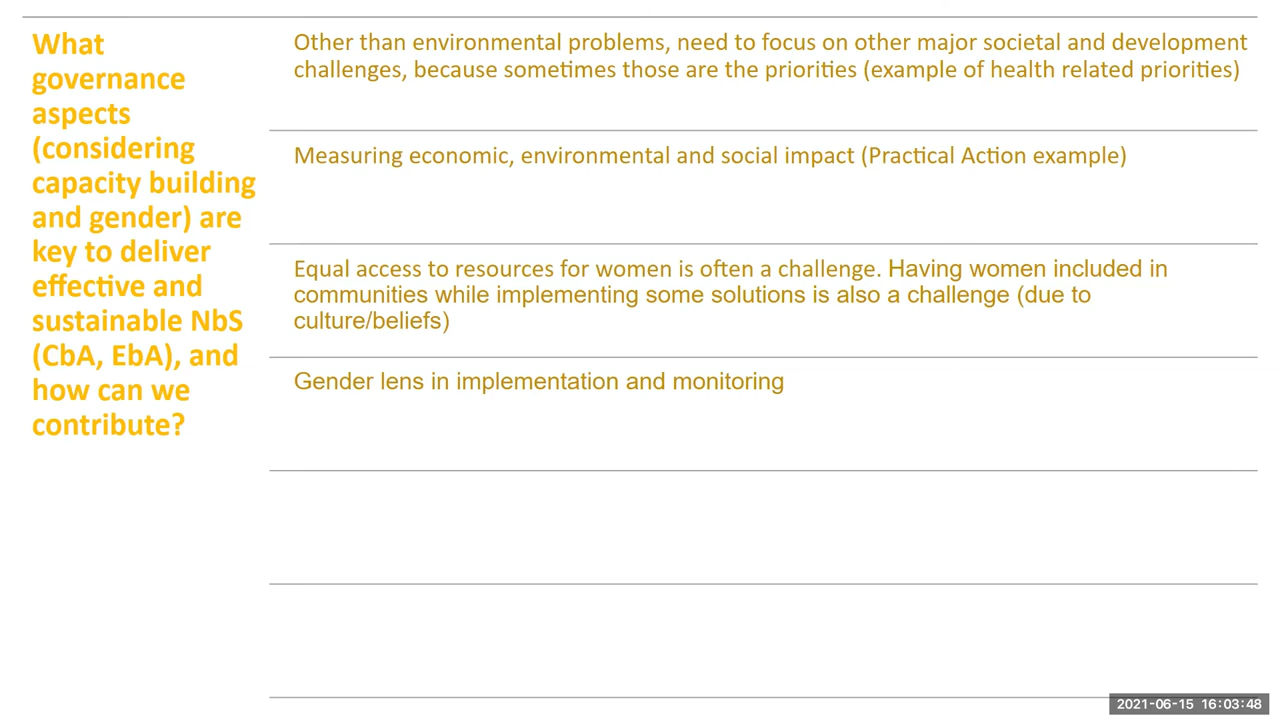 What
governance
aspects
(considering
capacity building
and gender) are
key to deliver
effective and
sustainable NbS
(CbA, EbA), and
how can we
contribute?
Other than environmental problems, need to focus on other major societal and development
challenges, because sometimes those are the priorities (example of health related priorities)
Measuring economic, environmental and social impact (Practical Action example)
Equal access to resources for women is often a challenge. Having women included in
communities while implementing some solutions is also a challenge (due to
culture/beliefs)
Gender lens in implementation and monitoring
2021-06-15 16:03:48